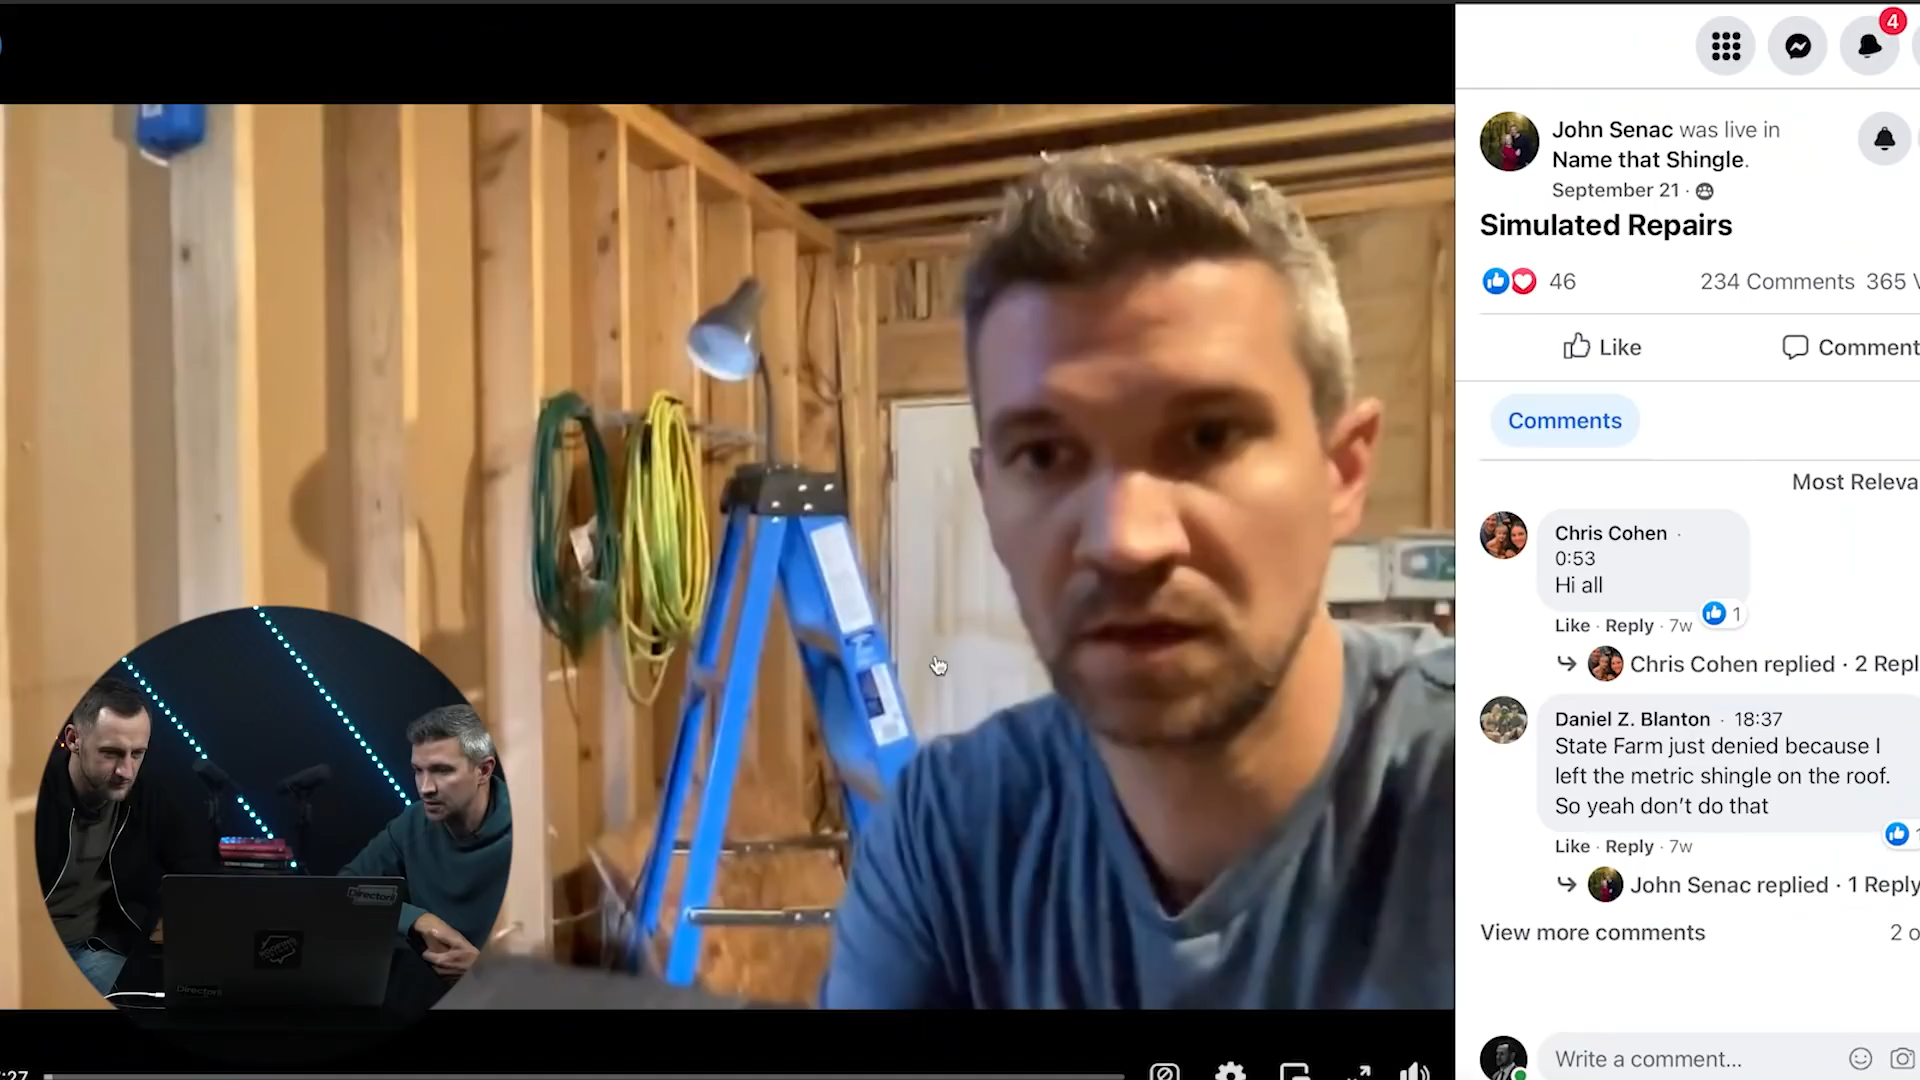 4
John Senac was live in
Name that Shingle.
September 21 ·
Simulated Repairs
46
234 Comments 365
Like
Comment
Comments
Most Releva
Chris Cohen ·
0:53
Hi all
1
Like · Reply · 7w
Chris Cohen replied · 2 Repl
Daniel Z. Blanton · 18:37
State Farm just denied because I
left the metric shingle on the roof.
So yeah don't do that
Like · Reply · 7w
John Senac replied · 1 Reply
View more comments
2 o
Write a comment...
:27
Directorii
Directorii